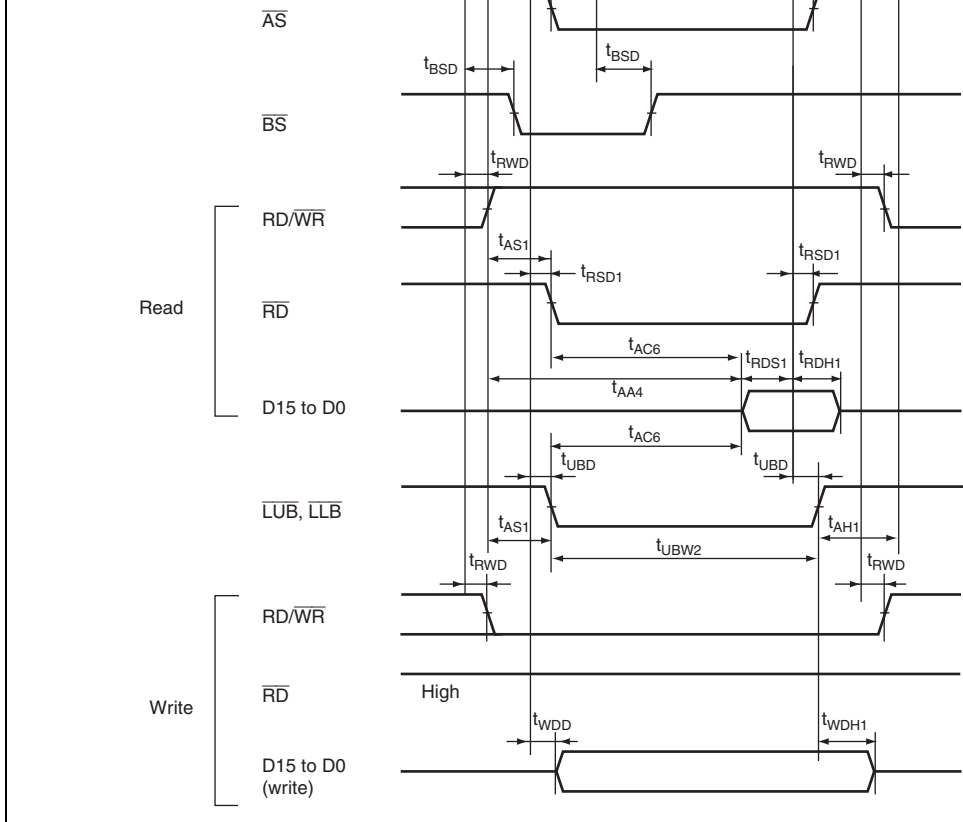 AS
tBSD tBSD
BS
tRWD tRWD
RD/WR
tAS1 tRSD1
tRSD1
Read
RD
tAC6 tRDS1 tRDH1
tAA4
D15 to D0
tAC6
tUBD tUBD
LUB, LLB
tAS1 tAH1
tUBW2
tRWD tRWD
RD/WR
Write
RD
High
tWDD tWDH1
D15 to D0
(write)